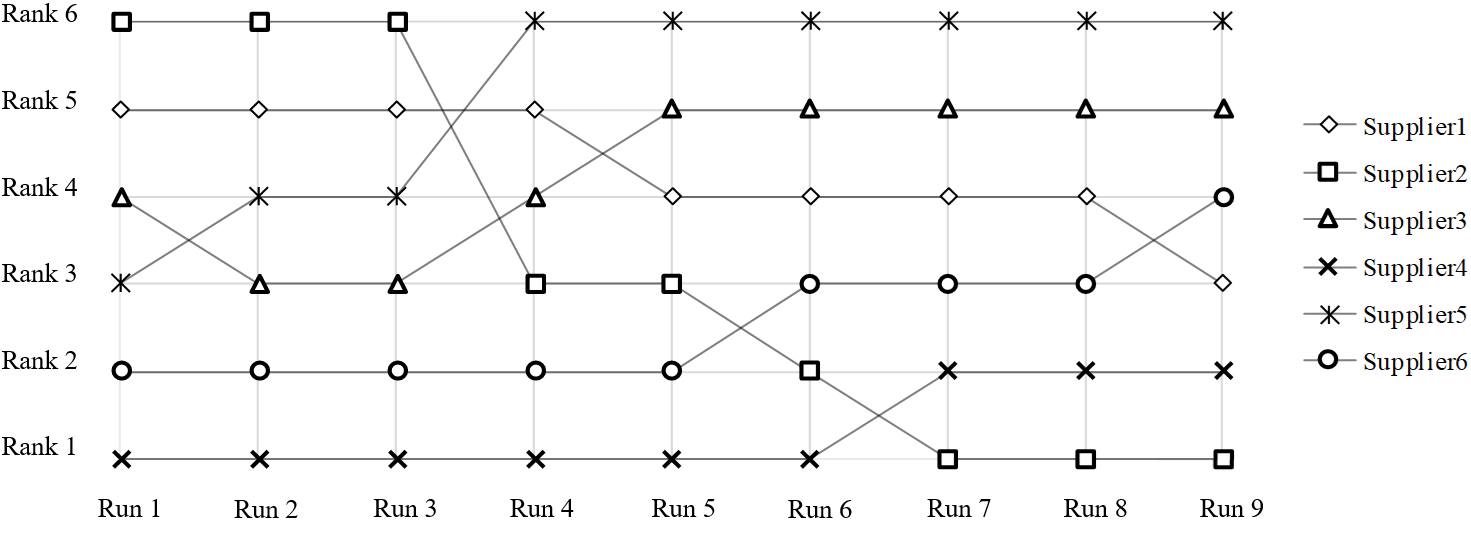 Rank 6
Rank 5
Rank 4
Rank 3
Rank 2
Rank 1
Run 1
Run 2
Run 3
Run 4
Run 5
Run 6
Run 7
Run 8
Run 9
Supplier1
Supplier2
Supplier3
Supplier4
Supplier5
Supplier6